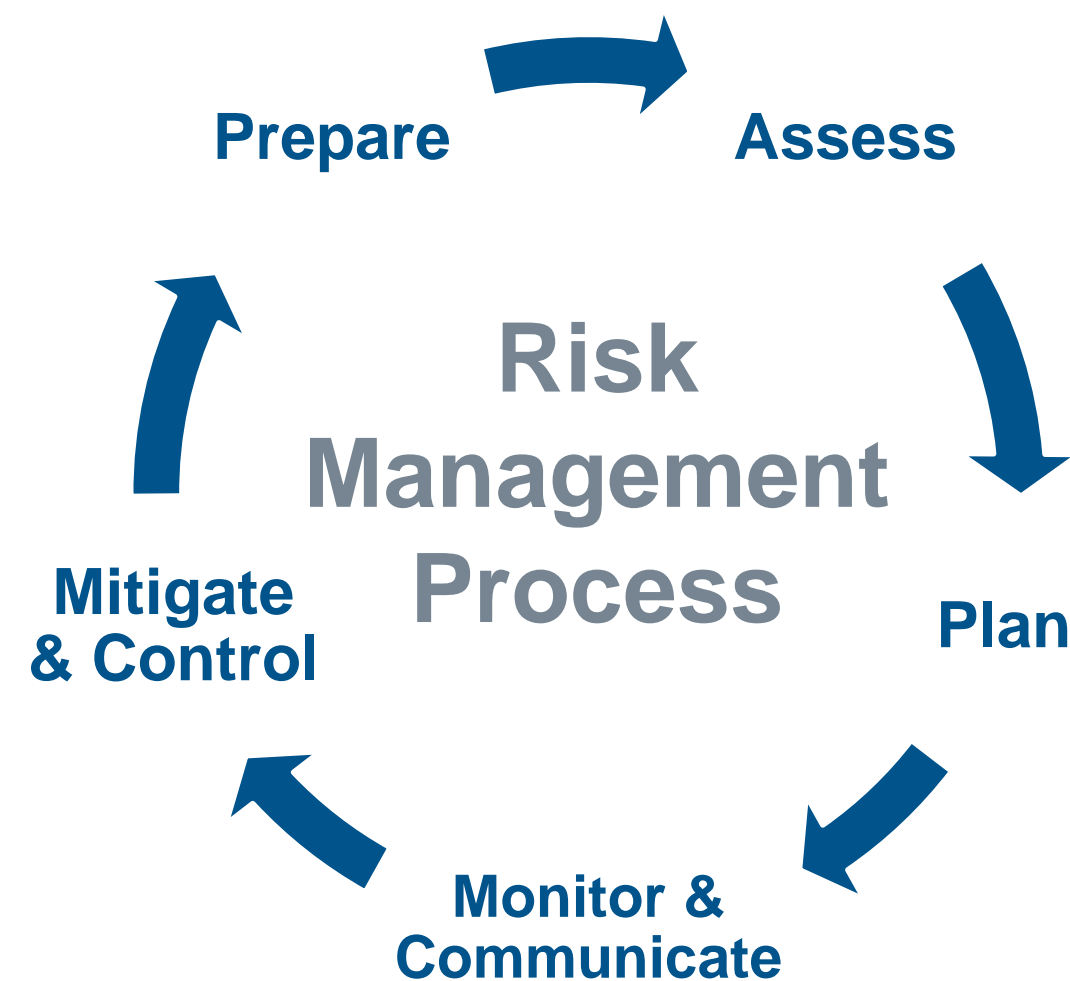 Prepare
Assess
Risk
Management
Process
Plan
Monitor &
Communicate
Mitigate
& Control